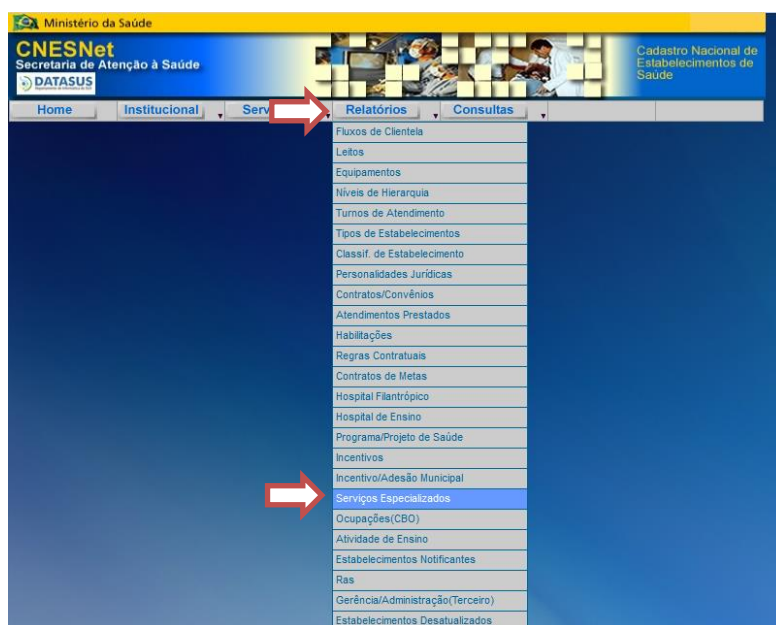 Ministério da Saúde
CNESNet
Secretaria de Atenção à Saúde
DATASUS
Cadastro Nacional de
Estabelecimentos de
Saúde
Home Institucional Serv Relatórios Consultas
Fluxos de Clientela
Leitos
Equipamentos
Níveis de Hierarquia
Turnos de Atendimento
Tipos de Estabelecimentos
Classif. de Estabelecimento
Personalidades Jurídicas
Contratos/Convênios
Atendimentos Prestados
Habilitações
Regras Contratuais
Contratos de Metas
Hospital Filantrópico
Hospital de Ensino
Programa/Projeto de Saúde
Incentivos
Incentivo/Adesão Municipal
Serviços Especializados
Ocupações(CBO)
Atividade de Ensino
Estabelecimentos Notificantes
Ras
Gerência/Administração(Terceiro)
Estabelecimentos Desatualizados